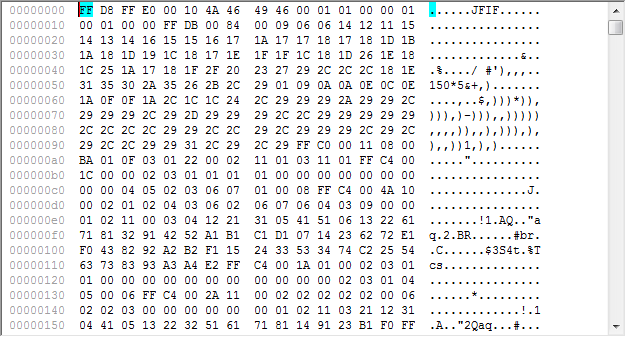 00000000 FF D8 FF E0 00 10 4A 46 49 46 00 01 01 00 00 01 ......JFIF......
00000010 00 01 00 00 FF DB 00 84 00 09 06 06 14 12 11 15 ................
00000020 14 13 14 16 15 15 16 17 1A 17 17 18 17 18 1D 1B ................
00000030 1A 18 1D 19 1C 18 17 1E 1F 1F 1C 18 1D 26 1E 18 .............&..
00000040 1C 25 1A 17 18 1F 2F 20 23 27 29 2C 2C 2C 18 1E .%..../ #'),,,..
00000050 31 35 30 2A 35 26 2B 2C 29 01 09 0A 0A 0E 0C 0E 150*5&+,).......
00000060 1A 0F 0F 1A 2C 1C 1C 24 2C 29 29 29 2A 29 29 2C ....,..$,)))*)),
00000070 29 29 29 2C 29 2D 29 29 29 2C 2C 29 29 29 29 29 ))),)-))),,)))))
00000080
00000090 29 2C 2C 29 29 31 2C 29 2C 29 FF C0 00 11 08 00 ),,))1,),)......
000000a0 BA 01 0F 03 01 22 00 02 11 01 03 11 01 FF C4 00 ....."..........
000000b0 1C 00 00 02 03 01 01 01 01 00 00 00 00 00 00 00 ................
000000c0 00 00 04 05 02 03 06 07 01 00 08 FF C4 00 4A 10 ..............J.
000000d0 00 02 01 02 04 03 06 02 06 07 06 04 03 09 00 00 ................
000000e0 01 02 11 00 03 04 12 21 31 05 41 51 06 13 22 61 .......!1.AQ.."a
000000f0 71 81 32 91 42 52 A1 B1 C1 D1 07 14 23 62 72 E1 q.2.BR......#br.
00000100 F0 43 82 92 A2 B2 F1 15 24 33 53 34 74 C2 25 54 .C......$3S4t.%T
00000110 63 73 83 93 A3 A4 E2 FF C4 00 1A 01 00 02 03 01 cs..............
00000120 01 00 00 00 00 00 00 00 00 00 00 00 02 03 01 04 ................
00000130 05 00 06 FF C4 00 2A 11 00 02 02 02 02 02 00 06 ......*.........
00000140 02 02 03 00 00 00 00 00 00 01 02 11 03 21 12 31 .............!.1
00000150 04 41 05 13 22 32 51 61 71 81 14 91 23 B1 F0 FF .A.."2Qaq...#...